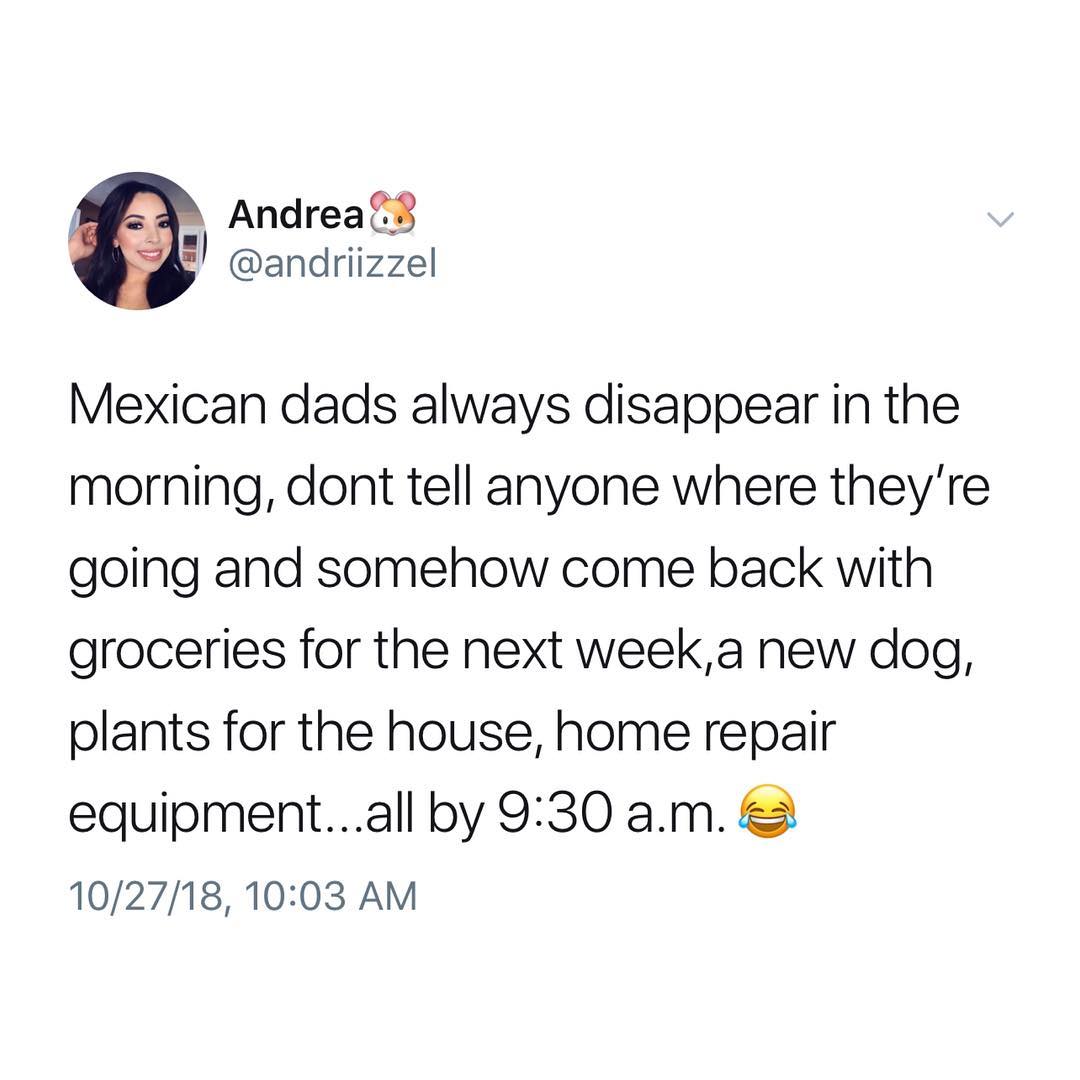 Andrea🐹
@andriizzel
Mexican dads always disappear in the
morning, dont tell anyone where they’re
going and somehow come back with
groceries for the next week,a new dog,
plants for the house, home repair
equipment...all by 9:30 a.m. 😂
10/27/18, 10:03 AM